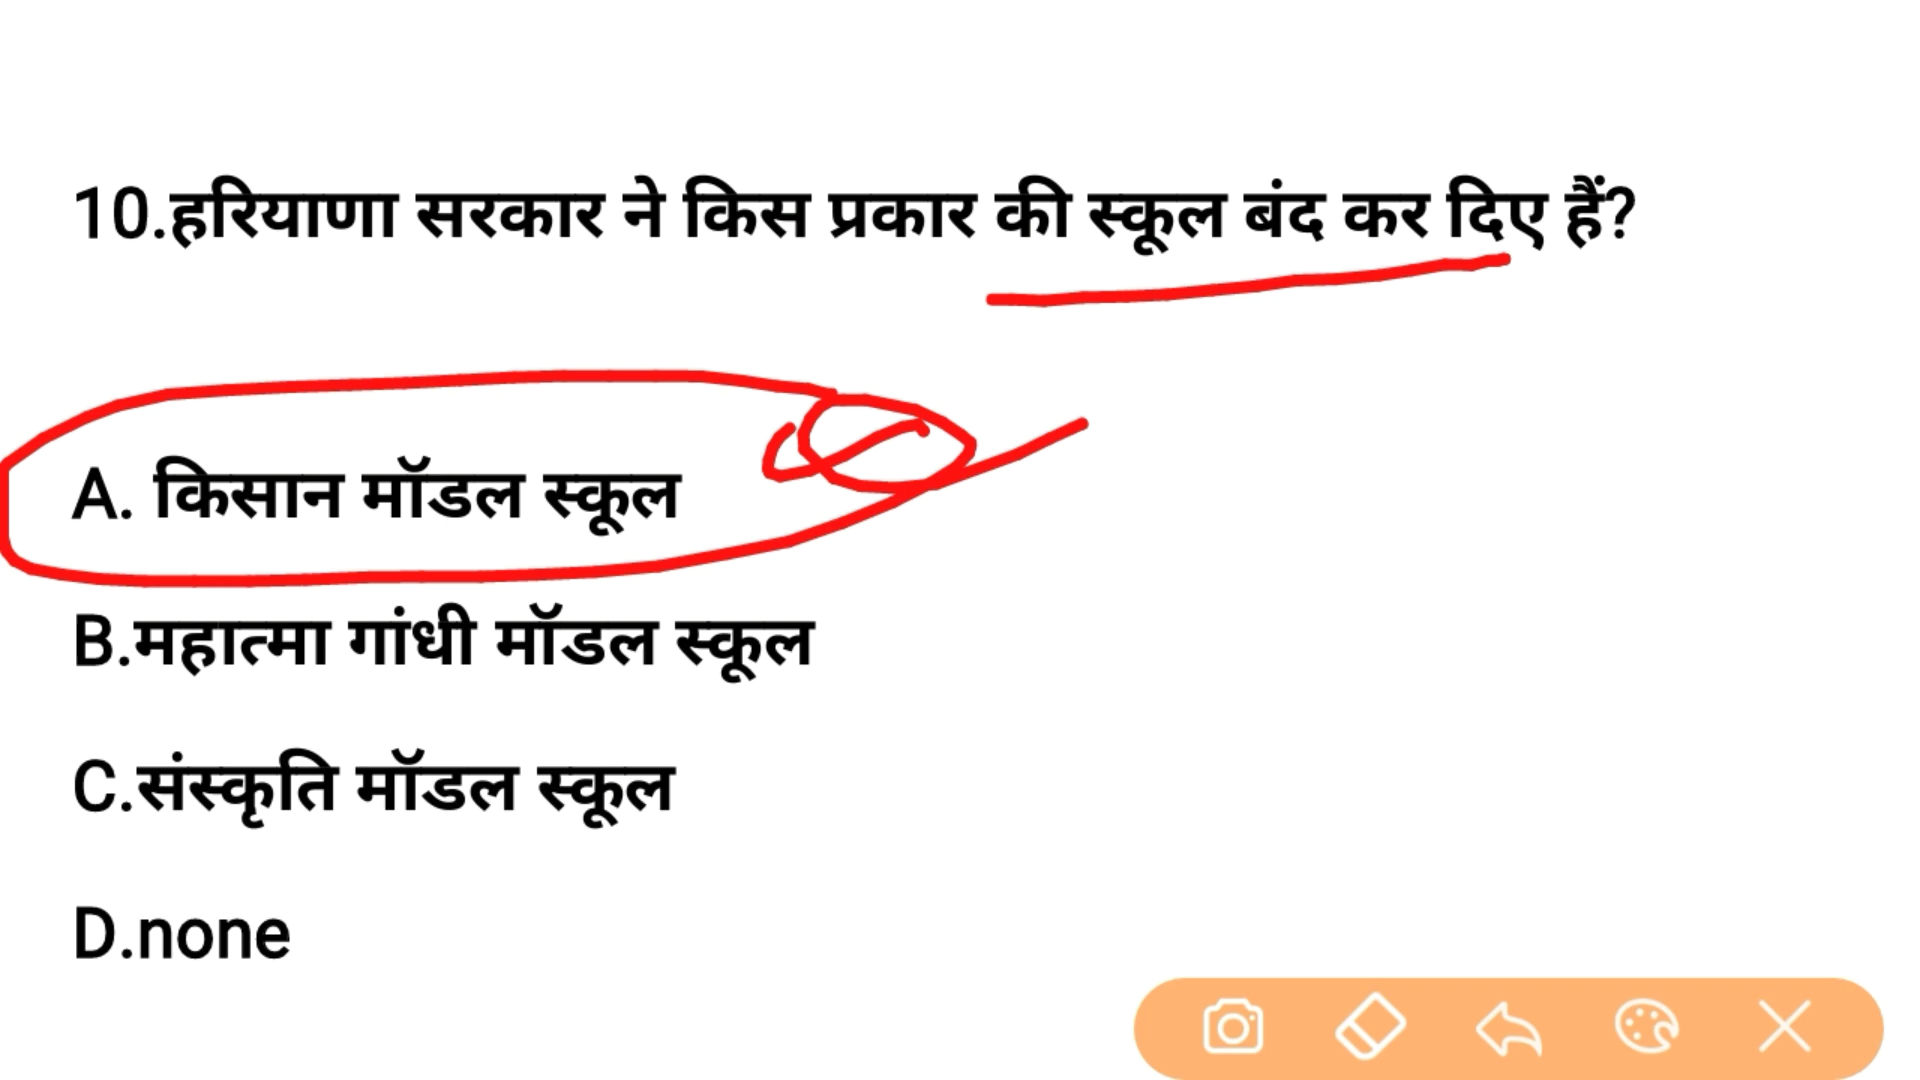 10.हरियाणा सरकार ने किस प्रकार की स्कूल बंद कर दिए हैं?
A. किसान मॉडल स्कूल
B.महात्मा गांधी मॉडल स्कूल
C.संस्कृति मॉडल स्कूल
D.none